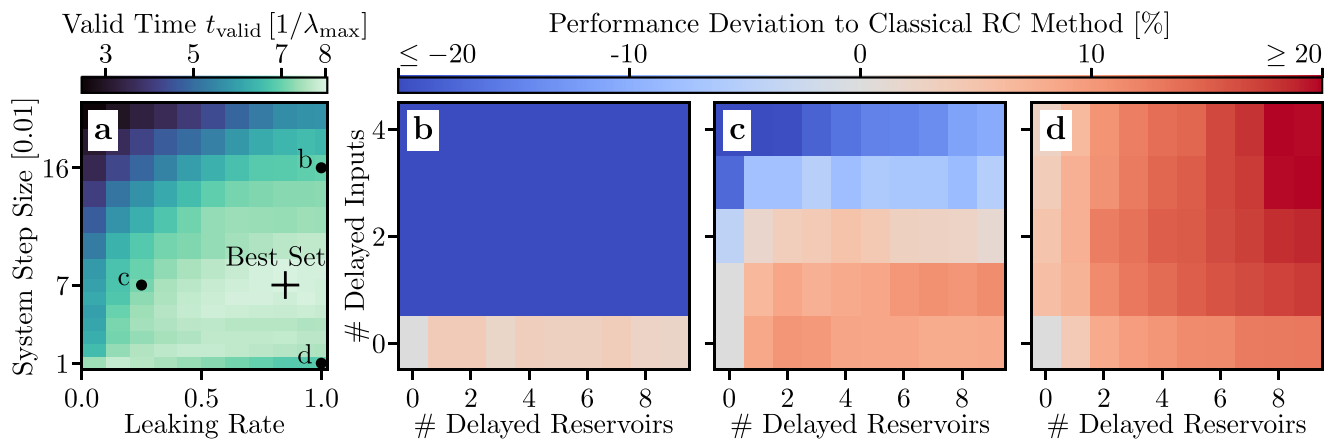 Valid Time t_valid [1/λ_max]
3 5 7 8
Performance Deviation to Classical RC Method [%]
≤ −20 -10 0 10 ≥ 20
System Step Size [0.01]
16
7
1
a
b
Best Set
c
d
0.0 0.5 1.0
Leaking Rate
# Delayed Inputs
4
2
0
b
0 2 4 6 8
# Delayed Reservoirs
c
0 2 4 6 8
# Delayed Reservoirs
d
0 2 4 6 8
# Delayed Reservoirs